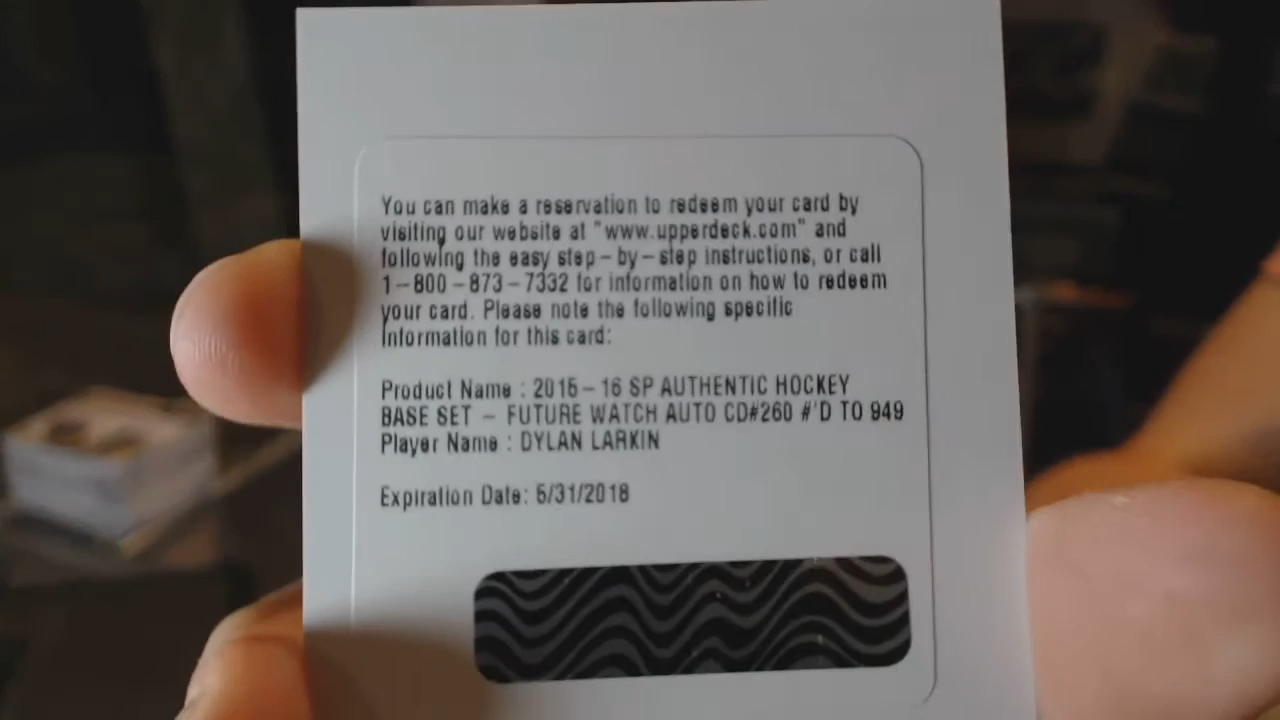 You can make a reservation to redeem your card by
visiting our website at "www.upperdeck.com" and
following the easy step-by-step instructions, or call
1-800-873-7332 for information on how to redeem
your card. Please note the following specific
information for this card:
Product Name : 2015-16 SP AUTHENTIC HOCKEY
BASE SET - FUTURE WATCH AUTO CD#260 #'D TO 949
Player Name : DYLAN LARKIN
Expiration Date: 5/31/2018